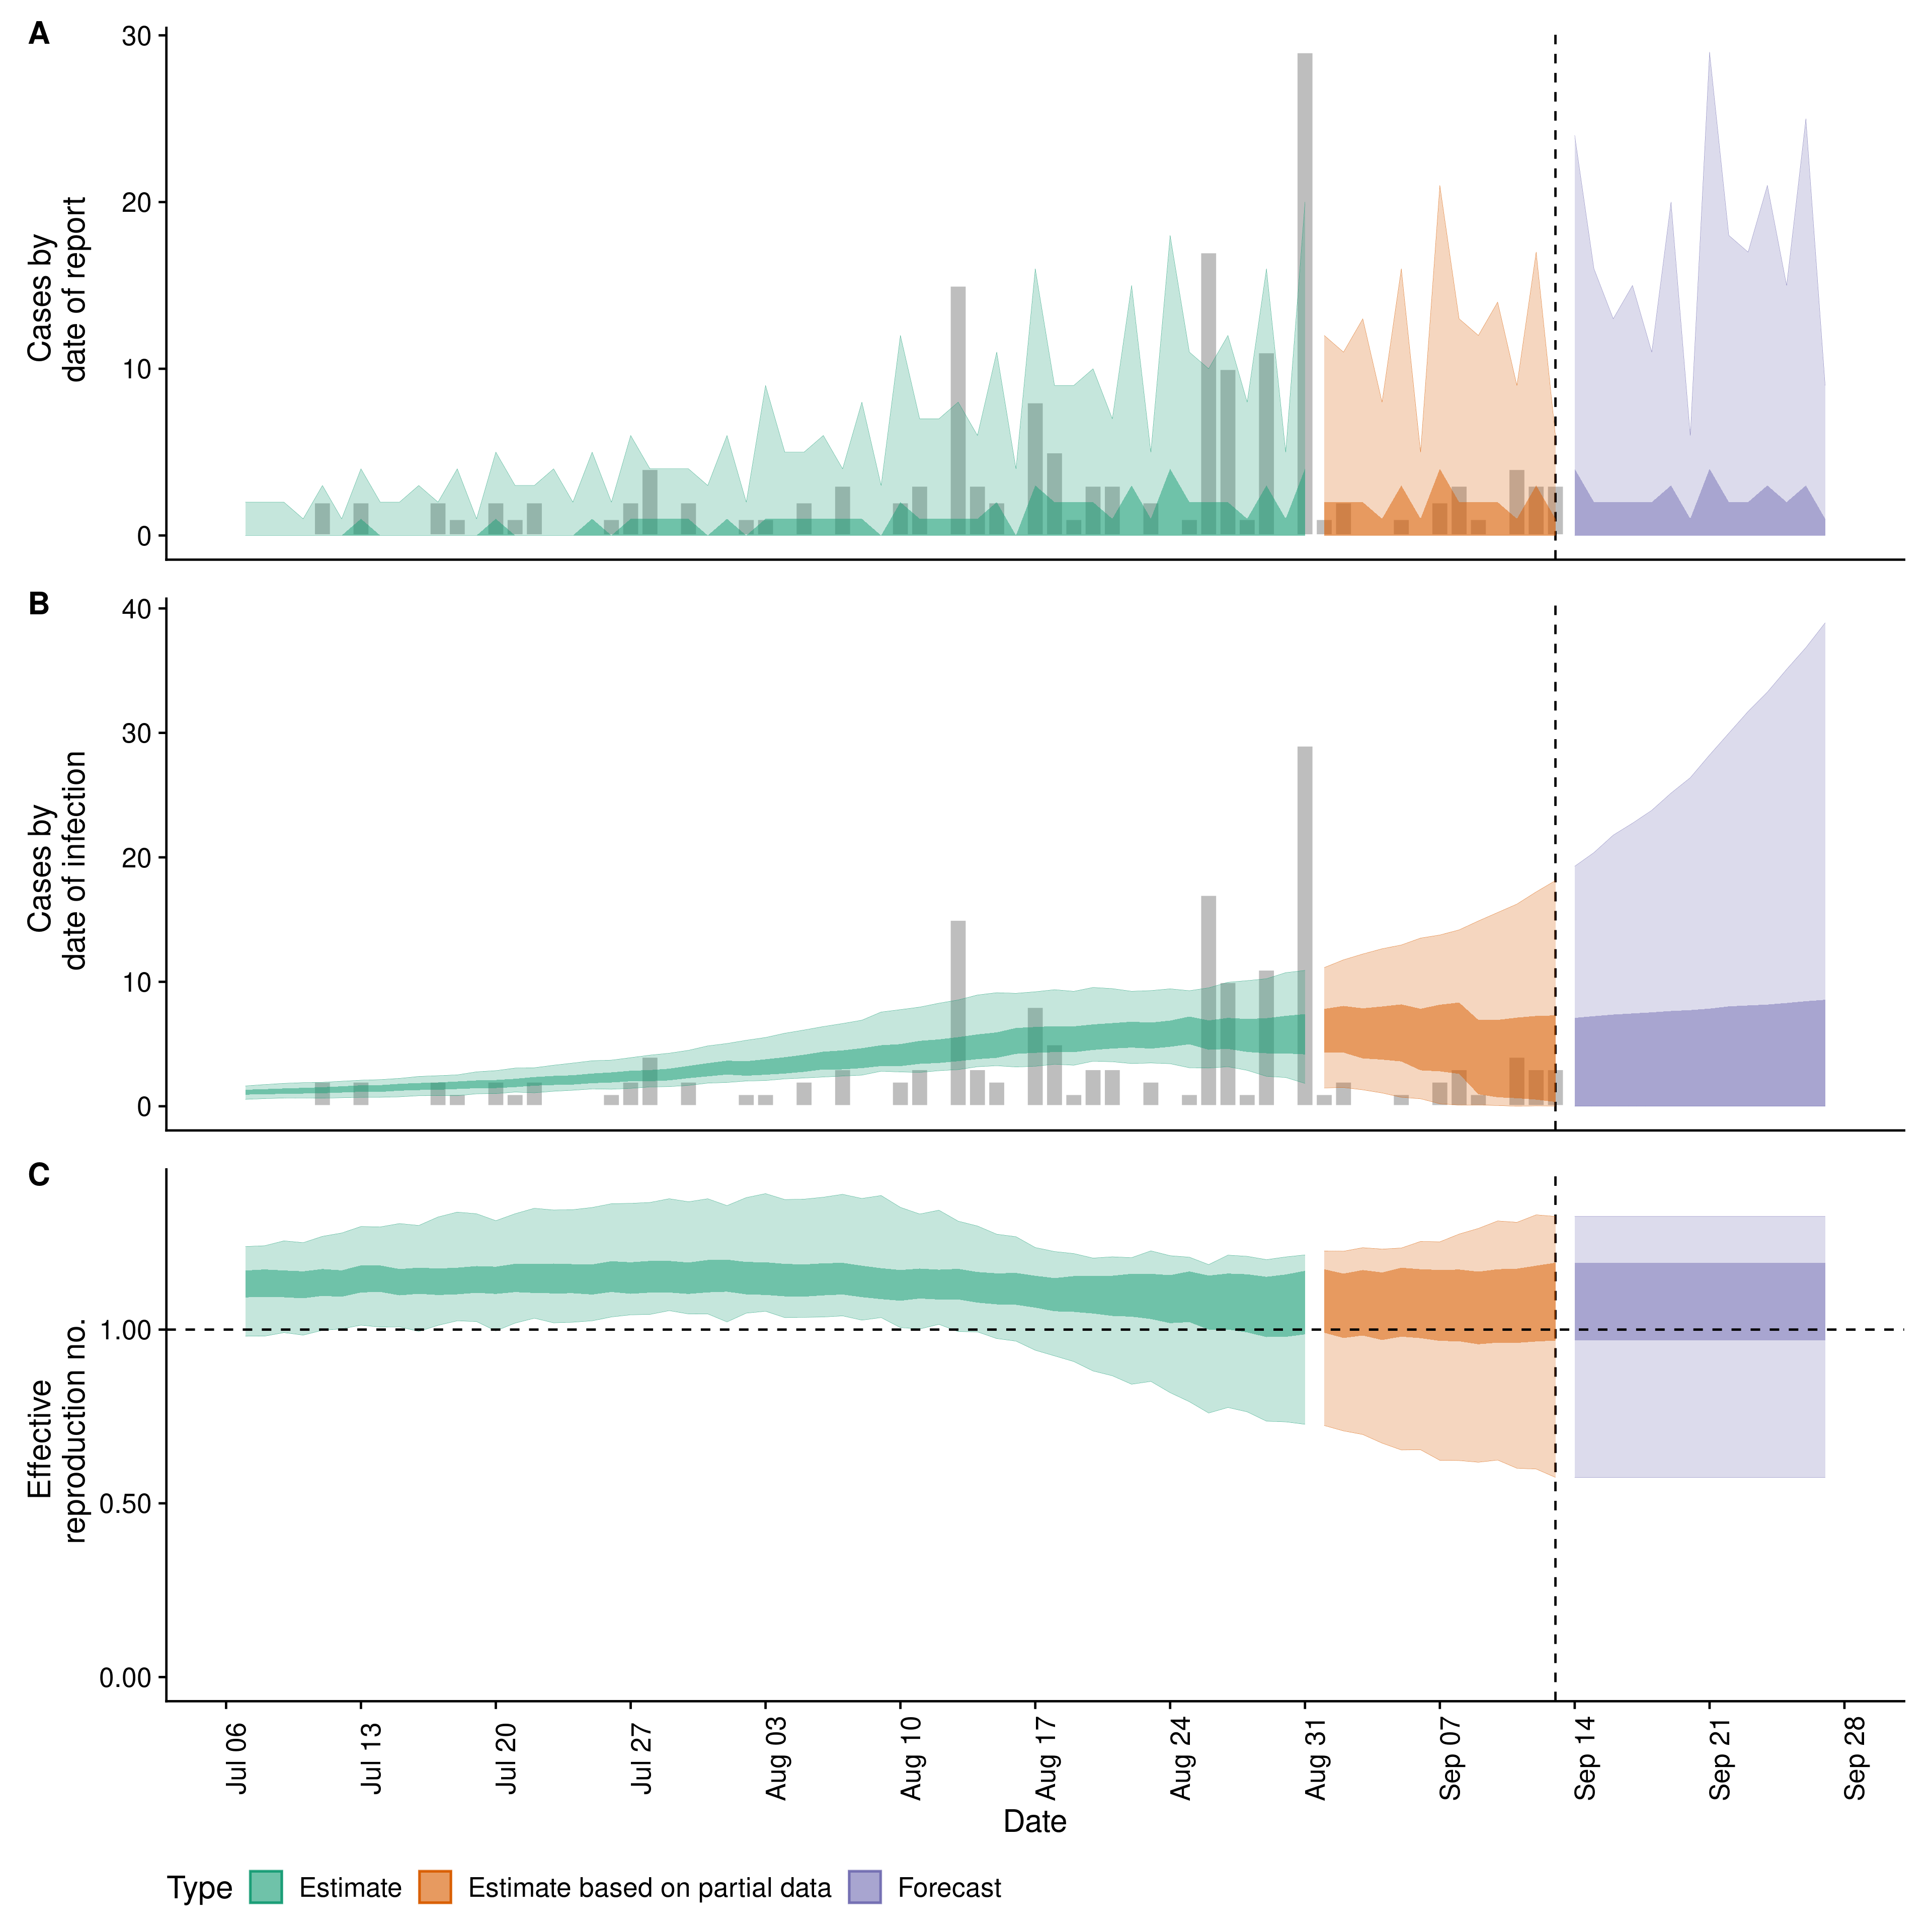 A
30
20
10
0
Cases by
date of report
B
40
30
20
10
0
Cases by
date of infection
C
1.00
0.50
0.00
Effective
reproduction no.
Jul 06
Jul 13
Jul 20
Jul 27
Aug 03
Aug 10
Aug 17
Aug 24
Aug 31
Sep 07
Sep 14
Sep 21
Sep 28
Date
Type Estimate Estimate based on partial data Forecast